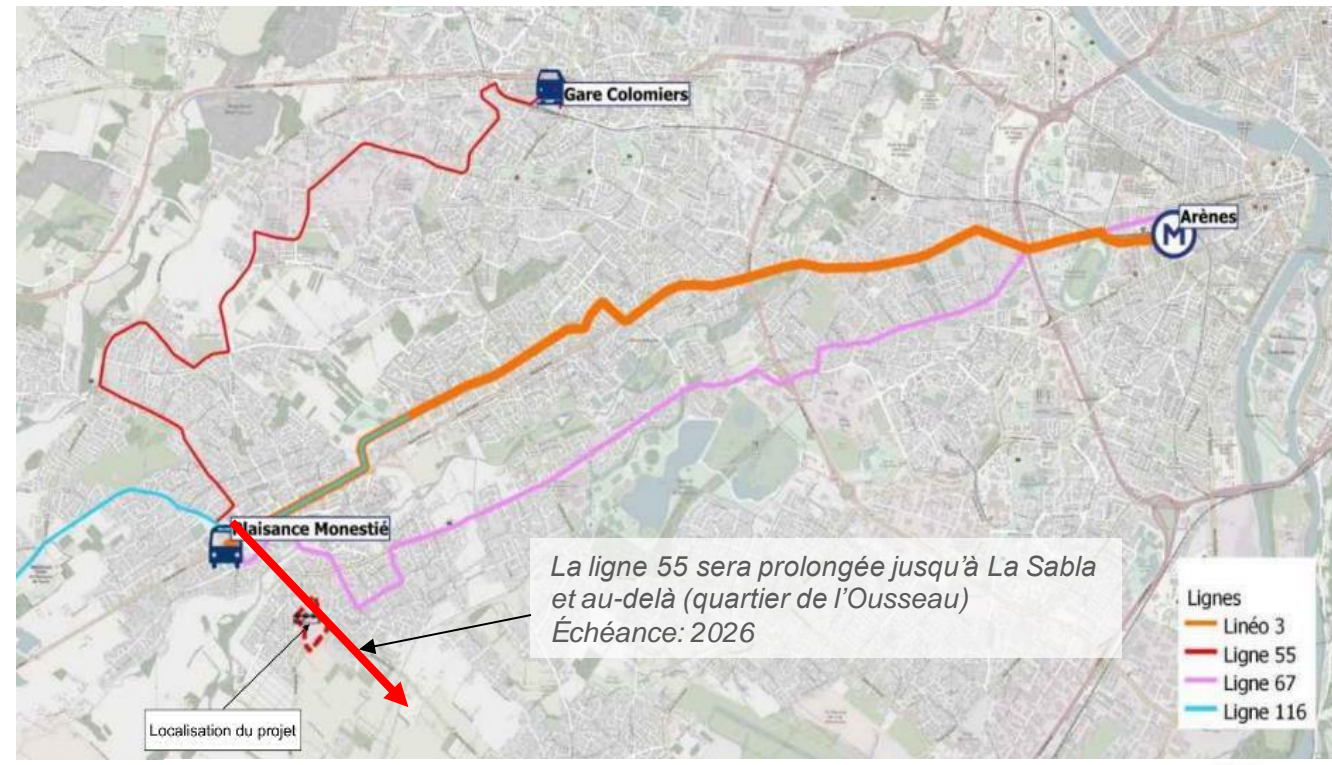 Gare Colomiers
Arènes
M
Plaisance Monestié
La ligne 55 sera prolongée jusqu'à La Sabla
et au-delà (quartier de l'Ousseau)
Échéance: 2026
Localisation du projet
Lignes
Linéo 3
Ligne 55
Ligne 67
Ligne 116